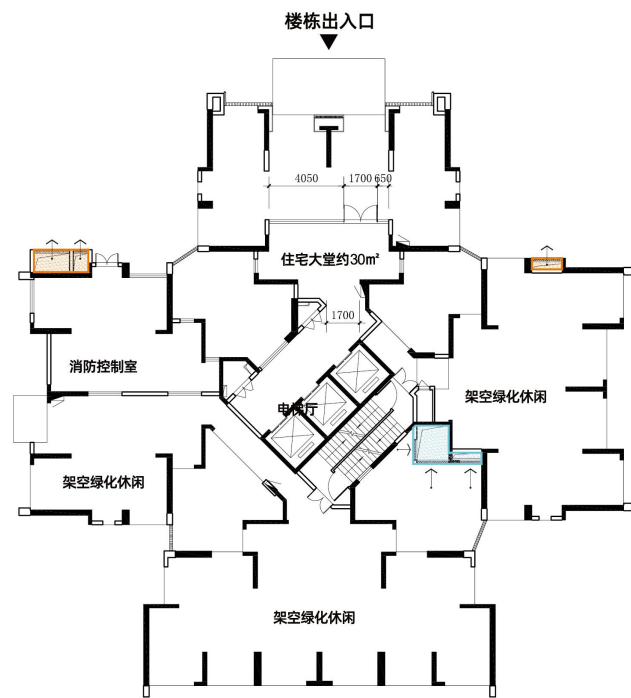 楼栋出入口
4050
1700
650
住宅大堂约30㎡
1700
消防控制室
电梯厅
架空绿化休闲
架空绿化休闲
架空绿化休闲